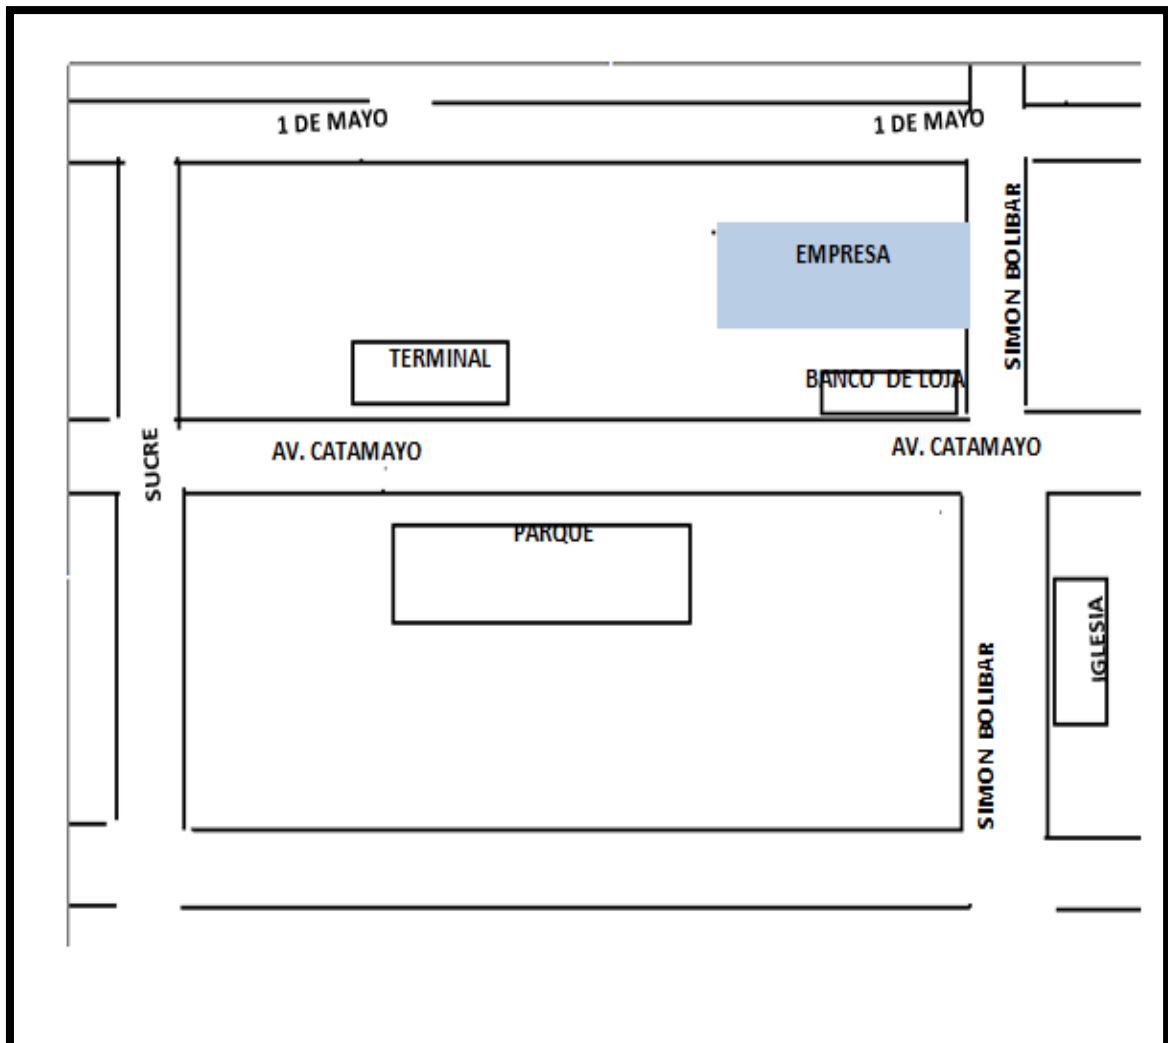 1 DE MAYO
1 DE MAYO
SIMON BOLIBAR
EMPRESA
TERMINAL
BANCO DE LOJA
SUCRE
AV. CATAMAYO
AV. CATAMAYO
PARQUE
IGLESIA
SIMON BOLIBAR